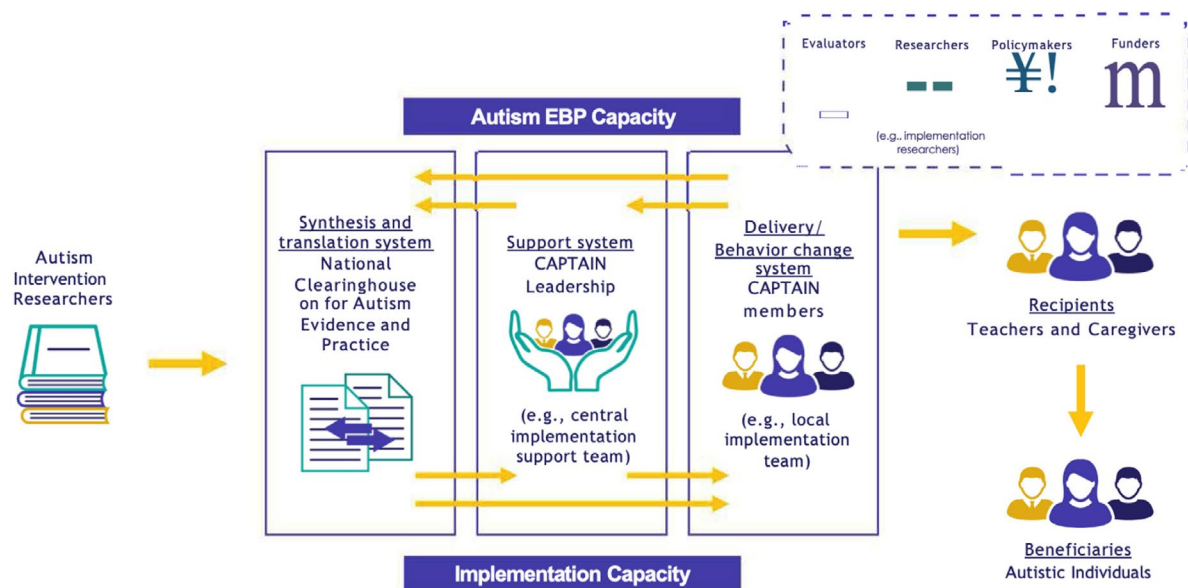 Evaluators
Researchers
Policymakers
Funders
--
¥!
m
(e.g., implementation
researchers)
Autism EBP Capacity
Autism
Intervention
Researchers
Synthesis and
translation system
National
Clearinghouse
on for Autism
Evidence and
Practice
Support system
CAPTAIN
Leadership
(e.g., central
implementation
support team)
Delivery/
Behavior change
system
CAPTAIN
members
(e.g., local
implementation
team)
Recipients
Teachers and Caregivers
Beneficiaries
Autistic Individuals
Implementation Capacity